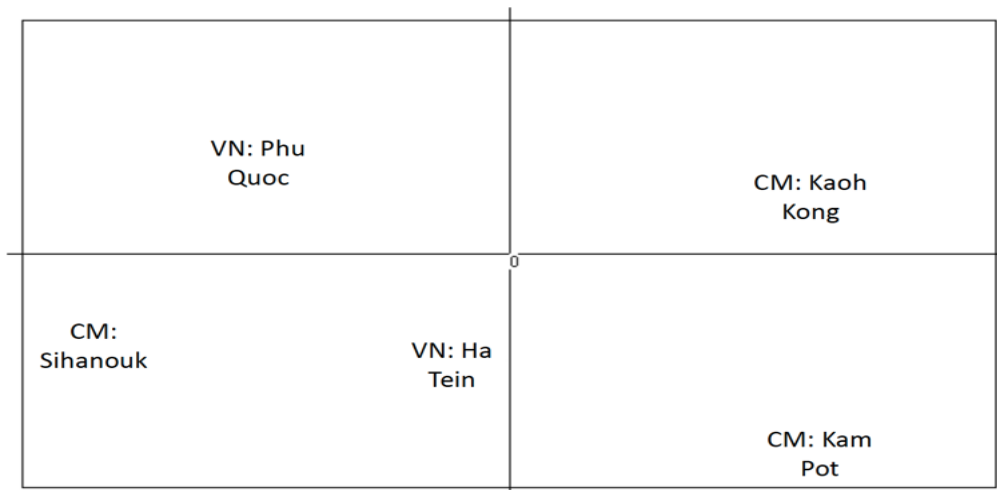 VN: Phu
Quoc
CM: Kaoh
Kong
0
CM:
Sihanouk
VN: Ha
Tein
CM: Kam
Pot